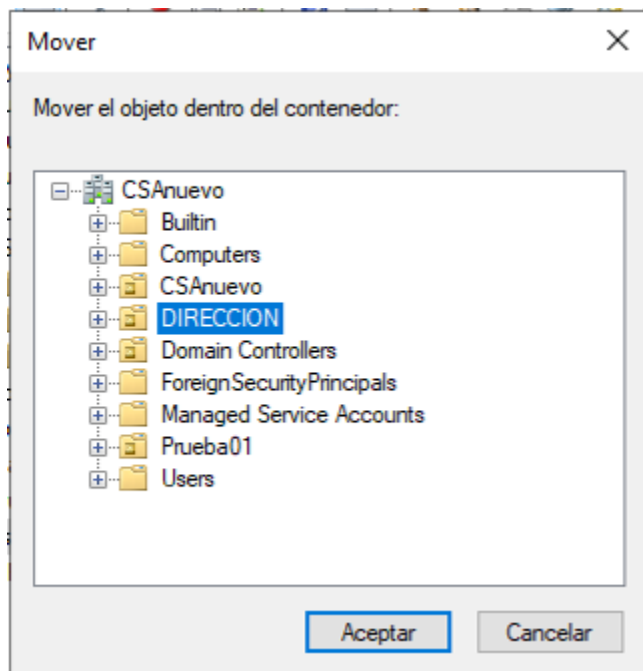 Mover
Mover el objeto dentro del contenedor:
CSAnuevo
Builtin
Computers
CSAnuevo
DIRECCION
Domain Controllers
ForeignSecurityPrincipals
Managed Service Accounts
Prueba01
Users
Aceptar
Cancelar